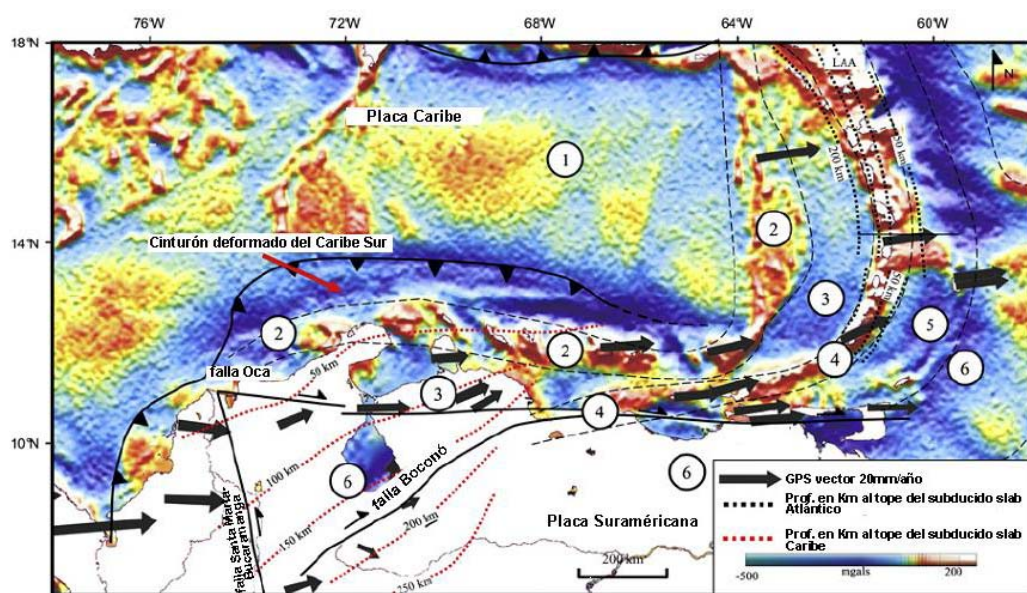 76°W 72°W 68°W 64°W 60°W
18°N
LAA
N
Placa Caribe
1
50 km
200 km
14°N
Cinturón deformado del Caribe Sur
2
3
50 km
5
2
2
4
6
falla Oca
50 km
3
4
10°N
100 km
6
falla Boconó
6
falla Santa Marta-
Bucaramanga
150 km
200 km
250 km
Placa Suraméricana
200 km
GPS vector 20mm/año
Prof. en Km al tope del subducido slab
Atlántico
Prof. en Km al tope del subducido slab
Caribe
-500 mgals 200